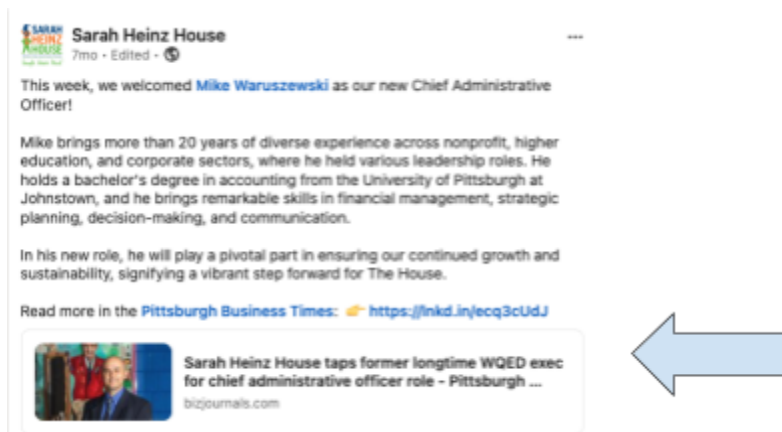 SARAH
HEINZ
HOUSE
Sarah Heinz House
7mo • Edited •
This week, we welcomed Mike Waruszewski as our new Chief Administrative
Officer!
Mike brings more than 20 years of diverse experience across nonprofit, higher
education, and corporate sectors, where he held various leadership roles. He
holds a bachelor's degree in accounting from the University of Pittsburgh at
Johnstown, and he brings remarkable skills in financial management, strategic
planning, decision-making, and communication.
In his new role, he will play a pivotal part in ensuring our continued growth and
sustainability, signifying a vibrant step forward for The House.
Read more in the Pittsburgh Business Times: 👉 https://lnkd.in/ecq3cUdJ
Sarah Heinz House taps former longtime WQED exec
for chief administrative officer role - Pittsburgh ...
bizjournals.com